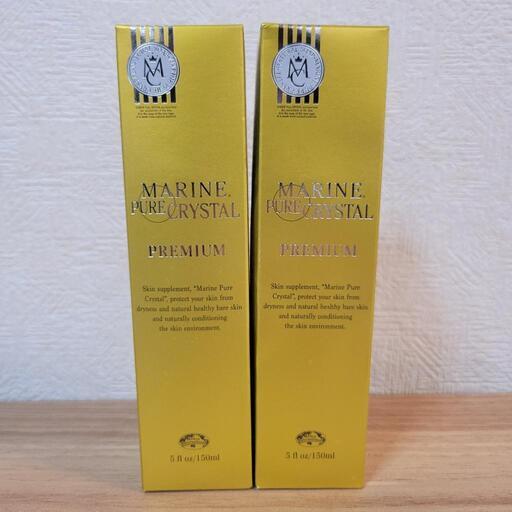 MC
MARINE
PURE CRYSTAL
PREMIUM
Skin supplement, "Marine Pure
Crystal", protect your skin from
dryness and natural healthy bare skin
and naturally conditioning
the skin environment.
5 fl oz/150ml
MC
MARINE
PURE CRYSTAL
PREMIUM
Skin supplement, "Marine Pure
Crystal", protect your skin from
dryness and natural healthy bare skin
and naturally conditioning
the skin environment.
5 fl oz/150ml